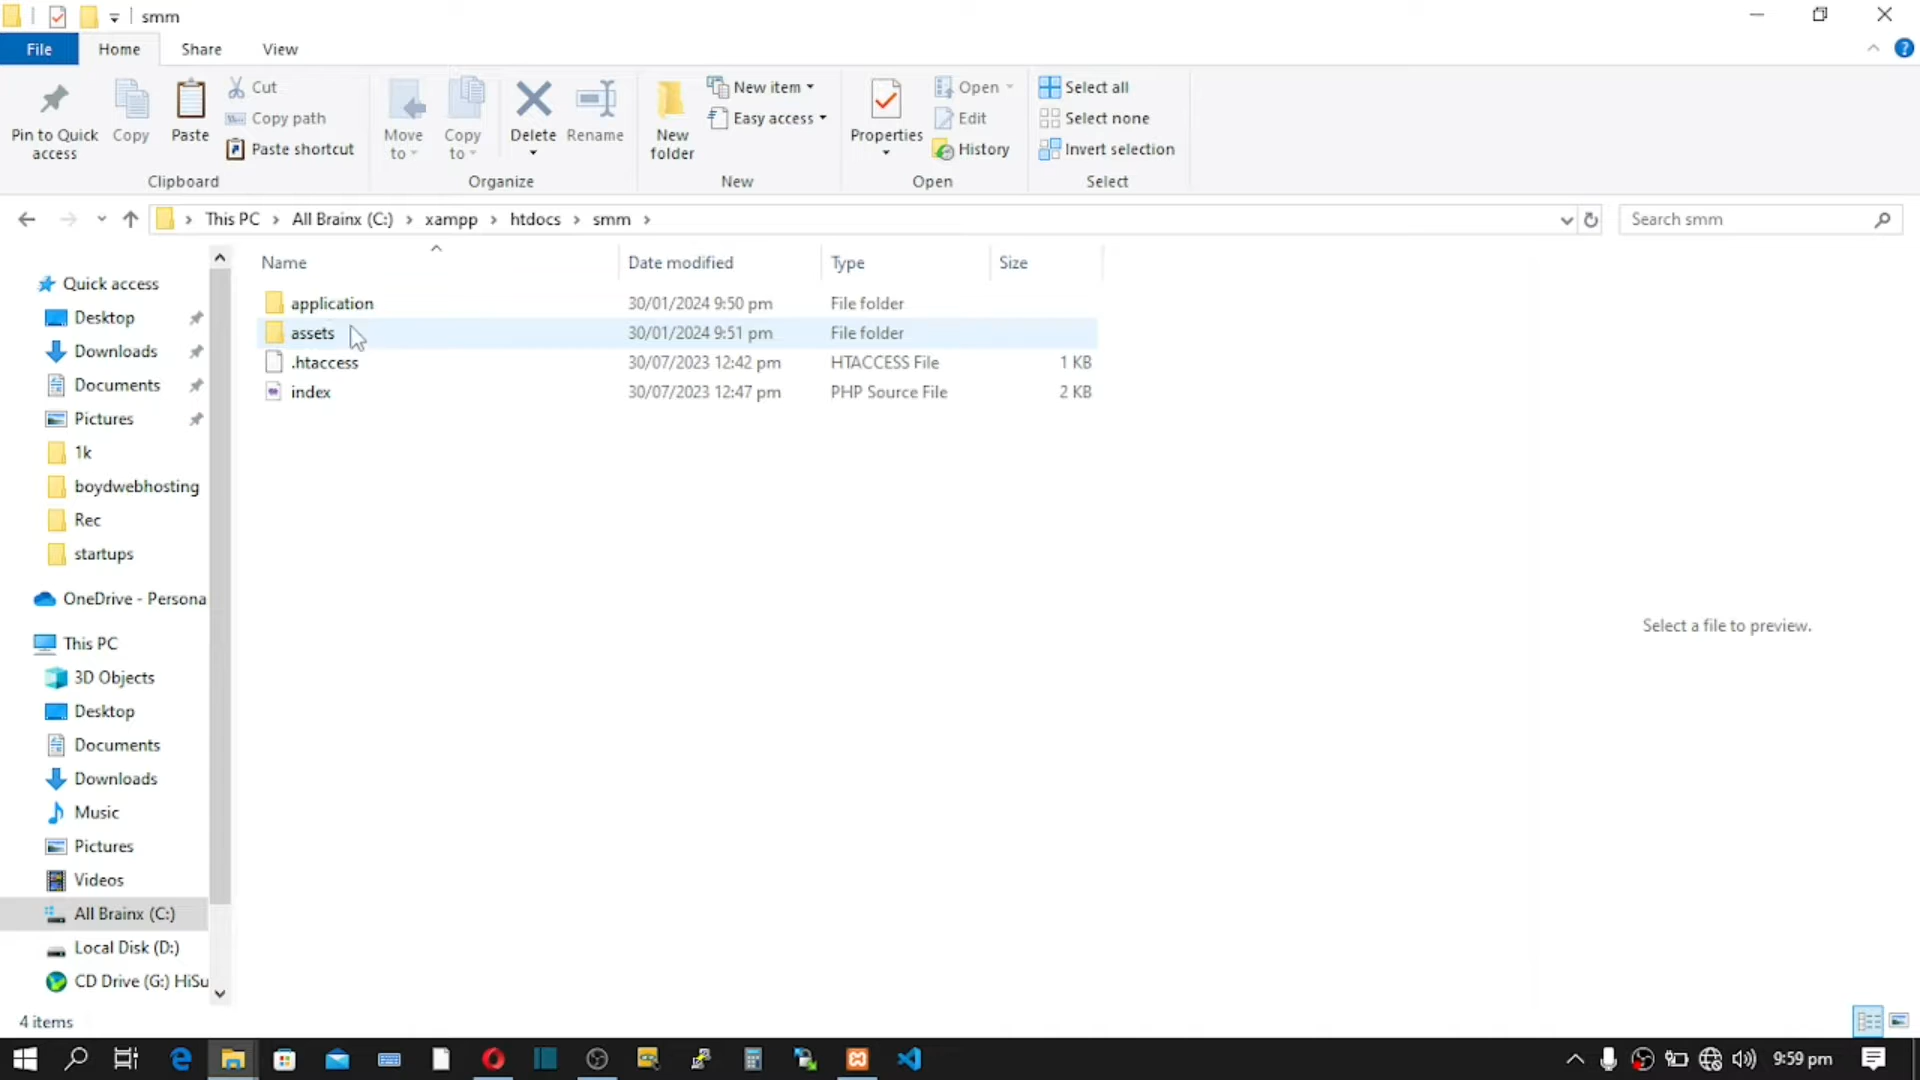 smm
File Home Share View
Pin to Quick access
Copy
Paste
Cut
Copy path
Paste shortcut
Clipboard
Move to
Copy to
Delete
Rename
Organize
New folder
New item
Easy access
New
Properties
Open
Edit
History
Open
Select all
Select none
Invert selection
Select
This PC > All Brainx (C:) > xampp > htdocs > smm >
Search smm
Name Date modified Type Size
application 30/01/2024 9:50 pm File folder
assets 30/01/2024 9:51 pm File folder
.htaccess 30/07/2023 12:42 pm HTACCESS File 1 KB
index 30/07/2023 12:47 pm PHP Source File 2 KB
Quick access
Desktop
Downloads
Documents
Pictures
1k
boydwebhosting
Rec
startups
OneDrive - Persona
This PC
3D Objects
Desktop
Documents
Downloads
Music
Pictures
Videos
All Brainx (C:)
Local Disk (D:)
CD Drive (G:) HiSu
Select a file to preview.
4 items
9:59 pm